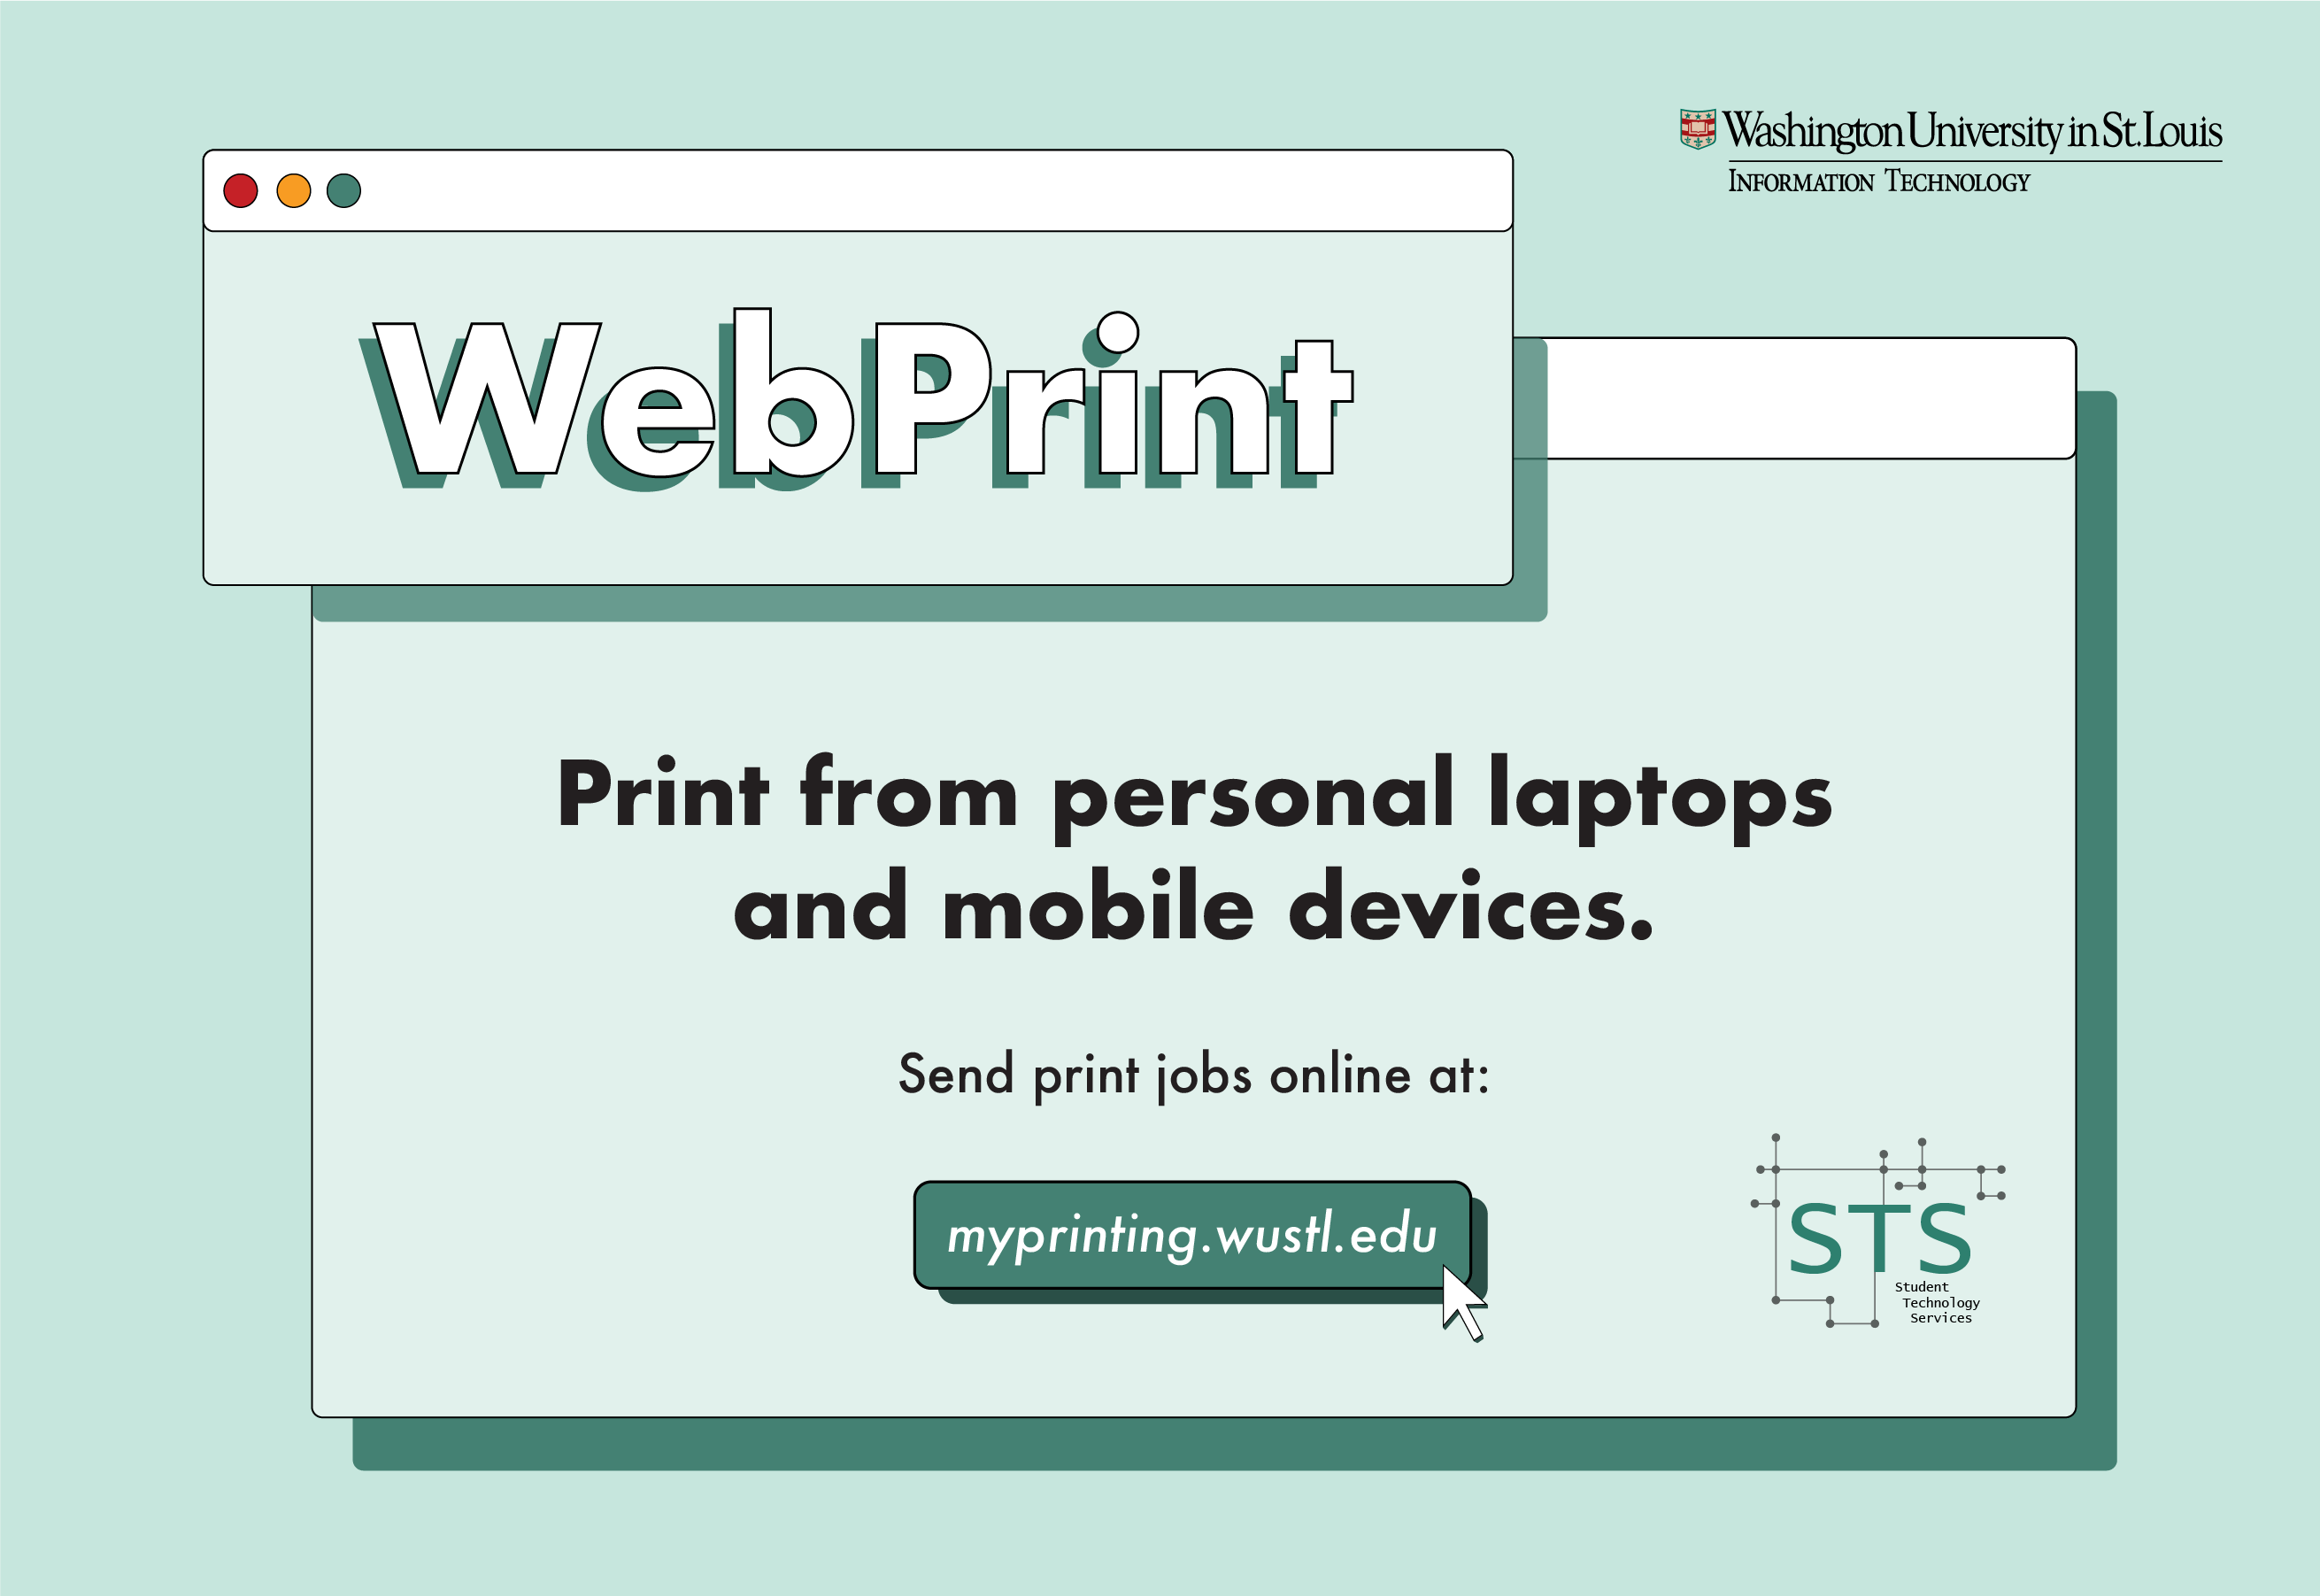 Washington University in St. Louis
INFORMATION TECHNOLOGY
WebPrint
Print from personal laptops
and mobile devices.
Send print jobs online at:
myprinting.wustl.edu
STS
Student
Technology
Services